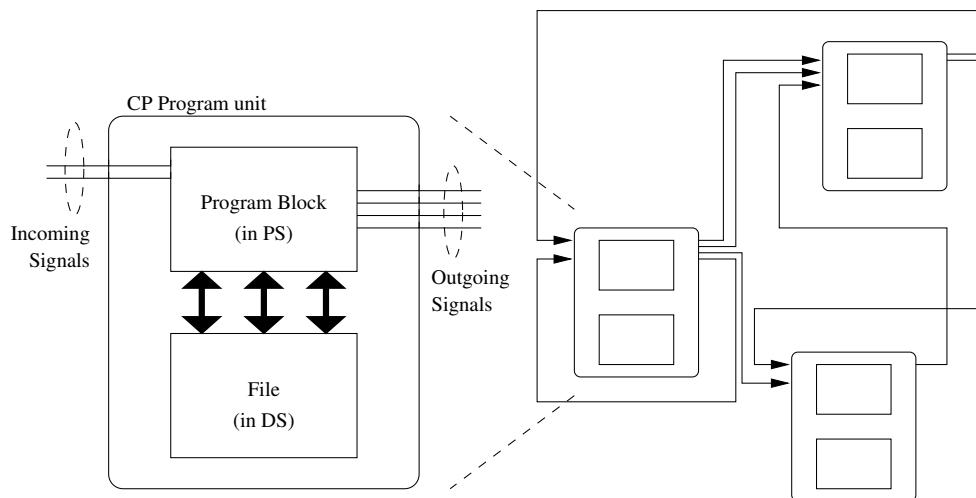 CP Program unit
Program Block
(in PS)
Incoming
Signals
Outgoing
Signals
File
(in DS)